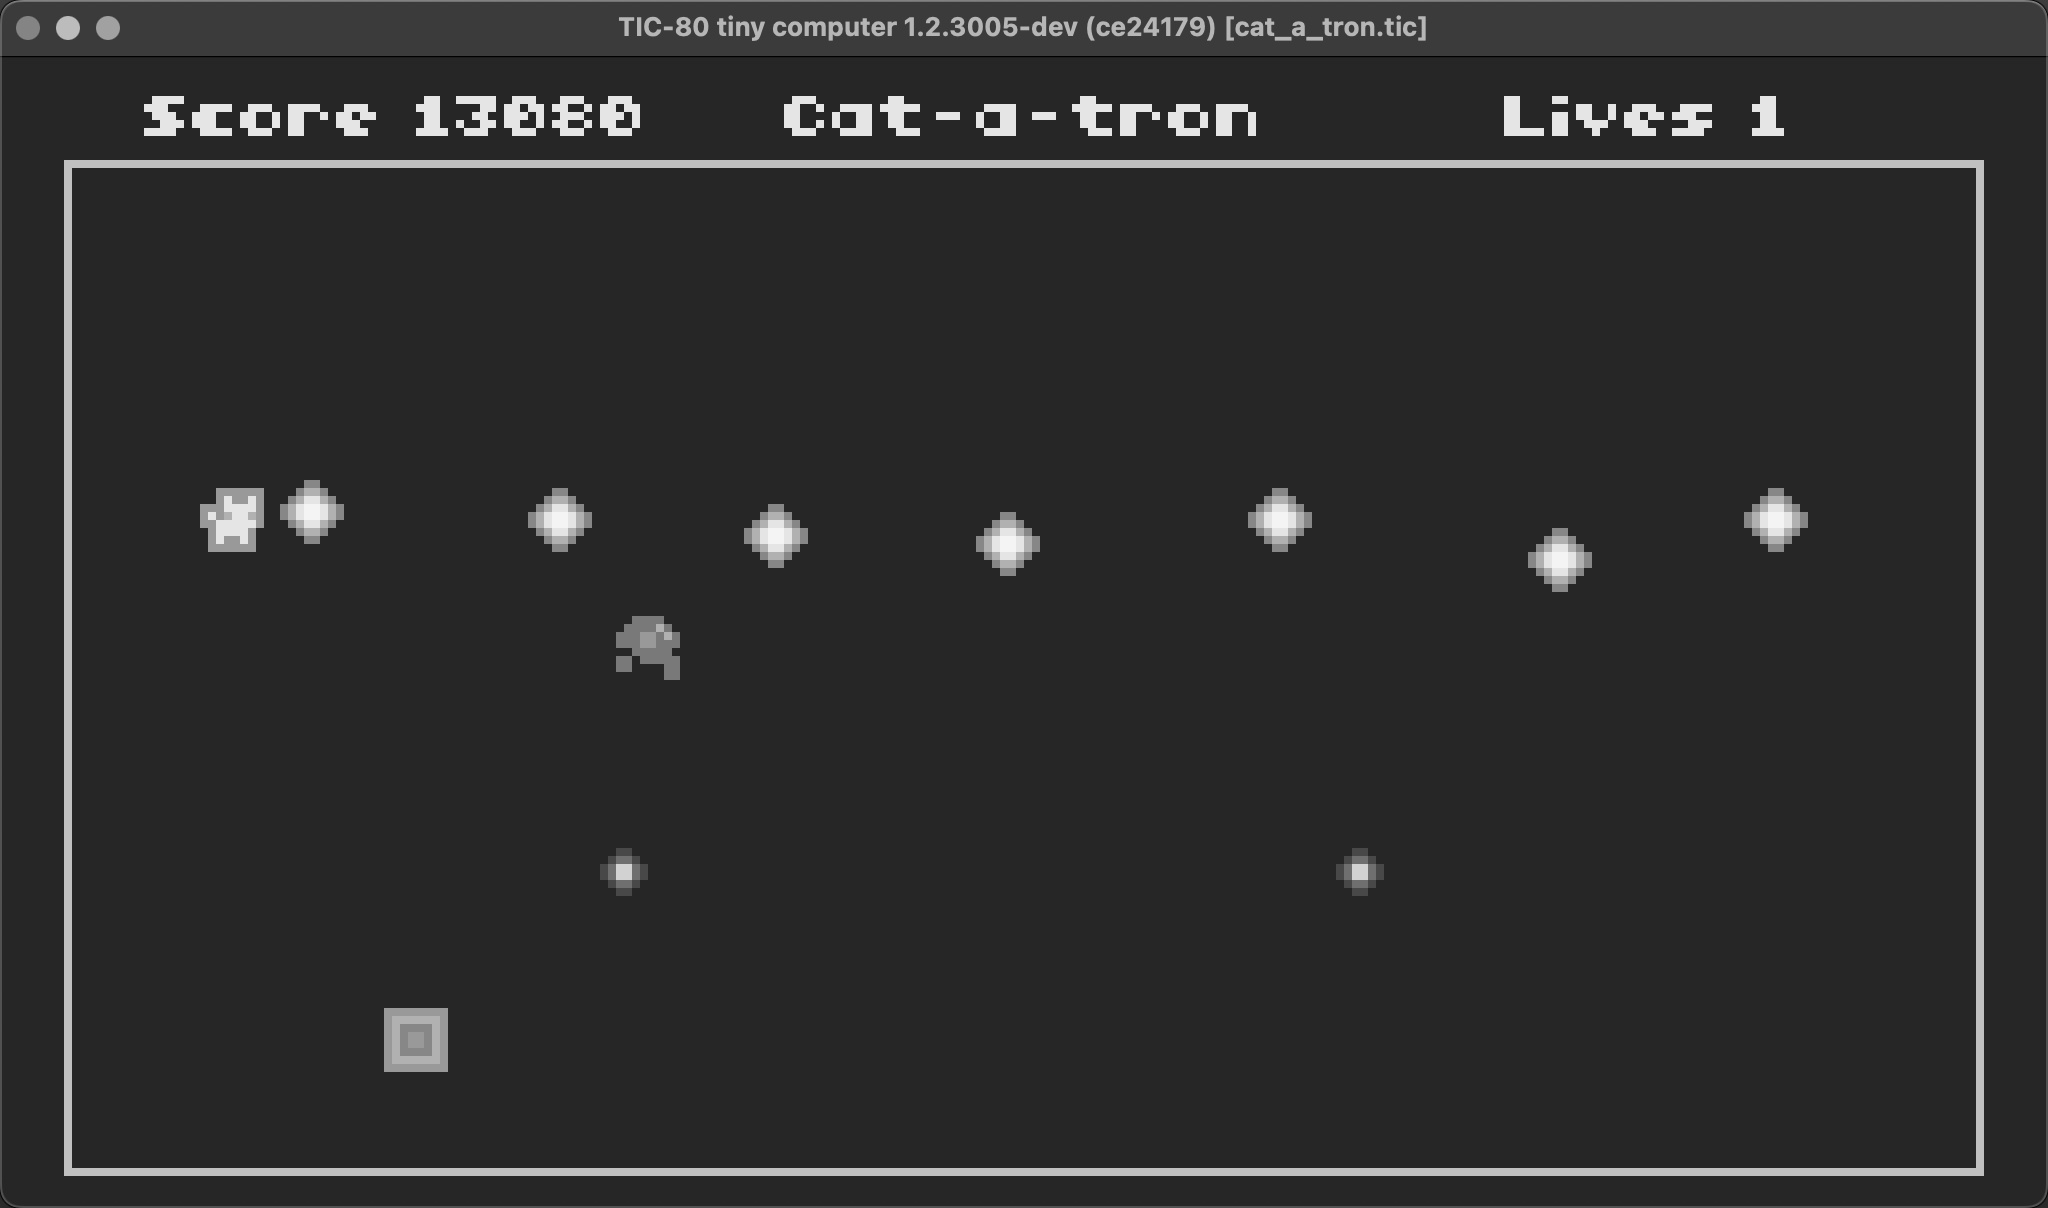 TIC-80 tiny computer 1.2.3005-dev (ce24179) [cat_a_tron.tic]
Score 13080 Cat-a-tron Lives 1